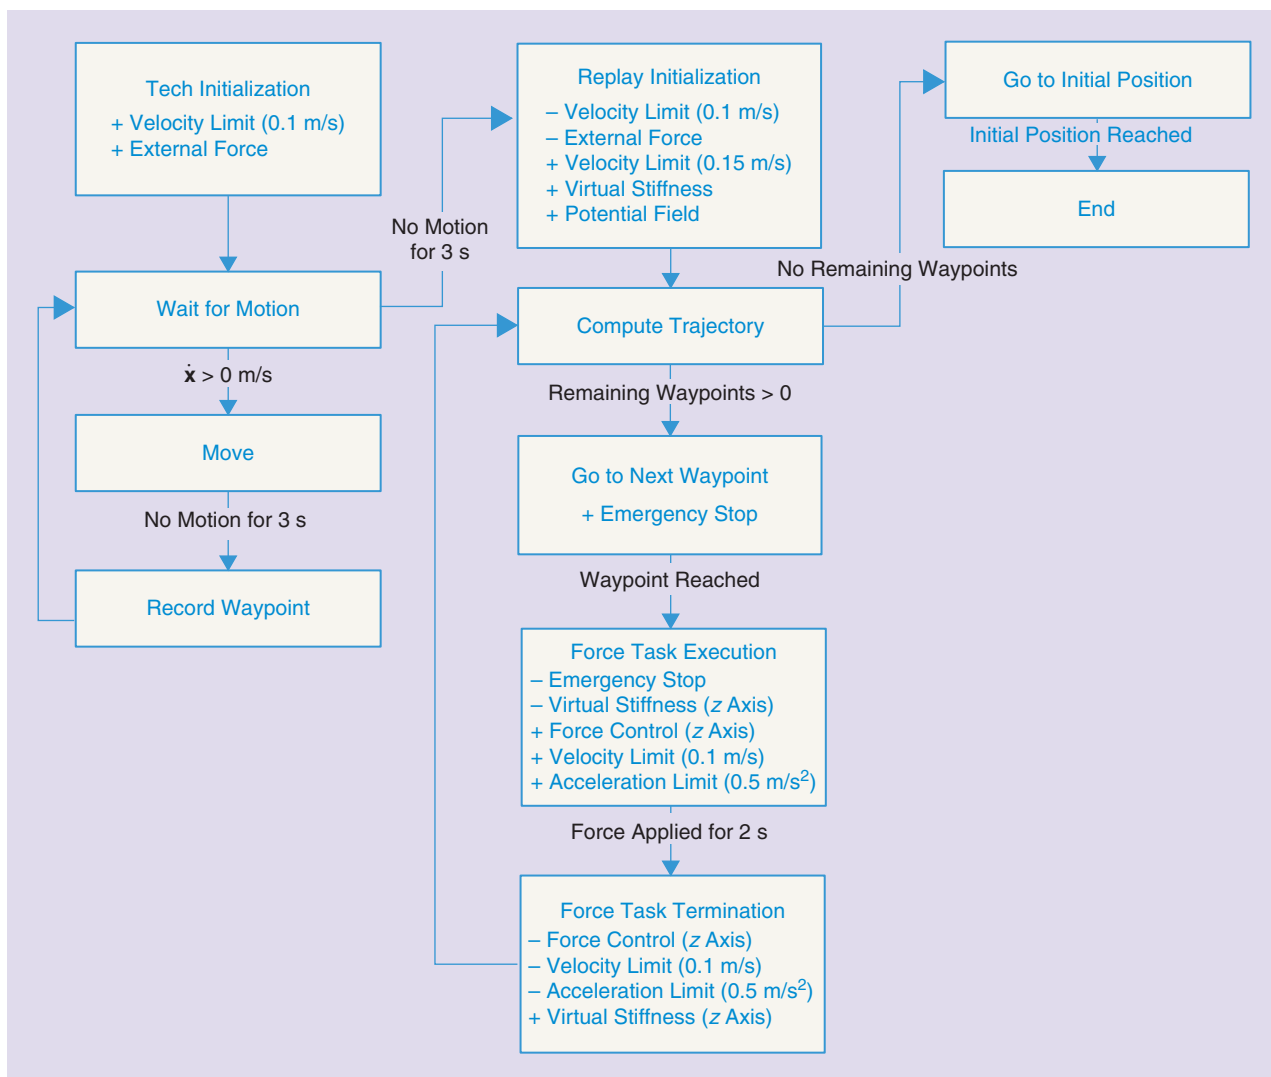 Tech Initialization
+ Velocity Limit (0.1 m/s)
+ External Force
Wait for Motion
ẋ > 0 m/s
Move
No Motion for 3 s
Record Waypoint
No Motion
for 3 s
Replay Initialization
– Velocity Limit (0.1 m/s)
– External Force
+ Velocity Limit (0.15 m/s)
+ Virtual Stiffness
+ Potential Field
Compute Trajectory
Remaining Waypoints > 0
Go to Next Waypoint
+ Emergency Stop
Waypoint Reached
Force Task Execution
– Emergency Stop
– Virtual Stiffness (z Axis)
+ Force Control (z Axis)
+ Velocity Limit (0.1 m/s)
+ Acceleration Limit (0.5 m/s²)
Force Applied for 2 s
Force Task Termination
– Force Control (z Axis)
– Velocity Limit (0.1 m/s)
– Acceleration Limit (0.5 m/s²)
+ Virtual Stiffness (z Axis)
No Remaining Waypoints
Go to Initial Position
Initial Position Reached
End